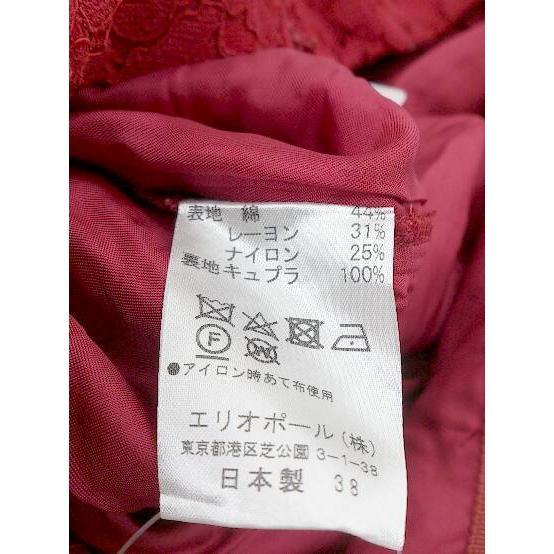 表地 綿 44%
レーヨン 31%
ナイロン 25%
裏地キュプラ 100%
F
W
●アイロン時あて布使用
エリオポール(株)
東京都港区芝公園 3-1-38
日本製 38